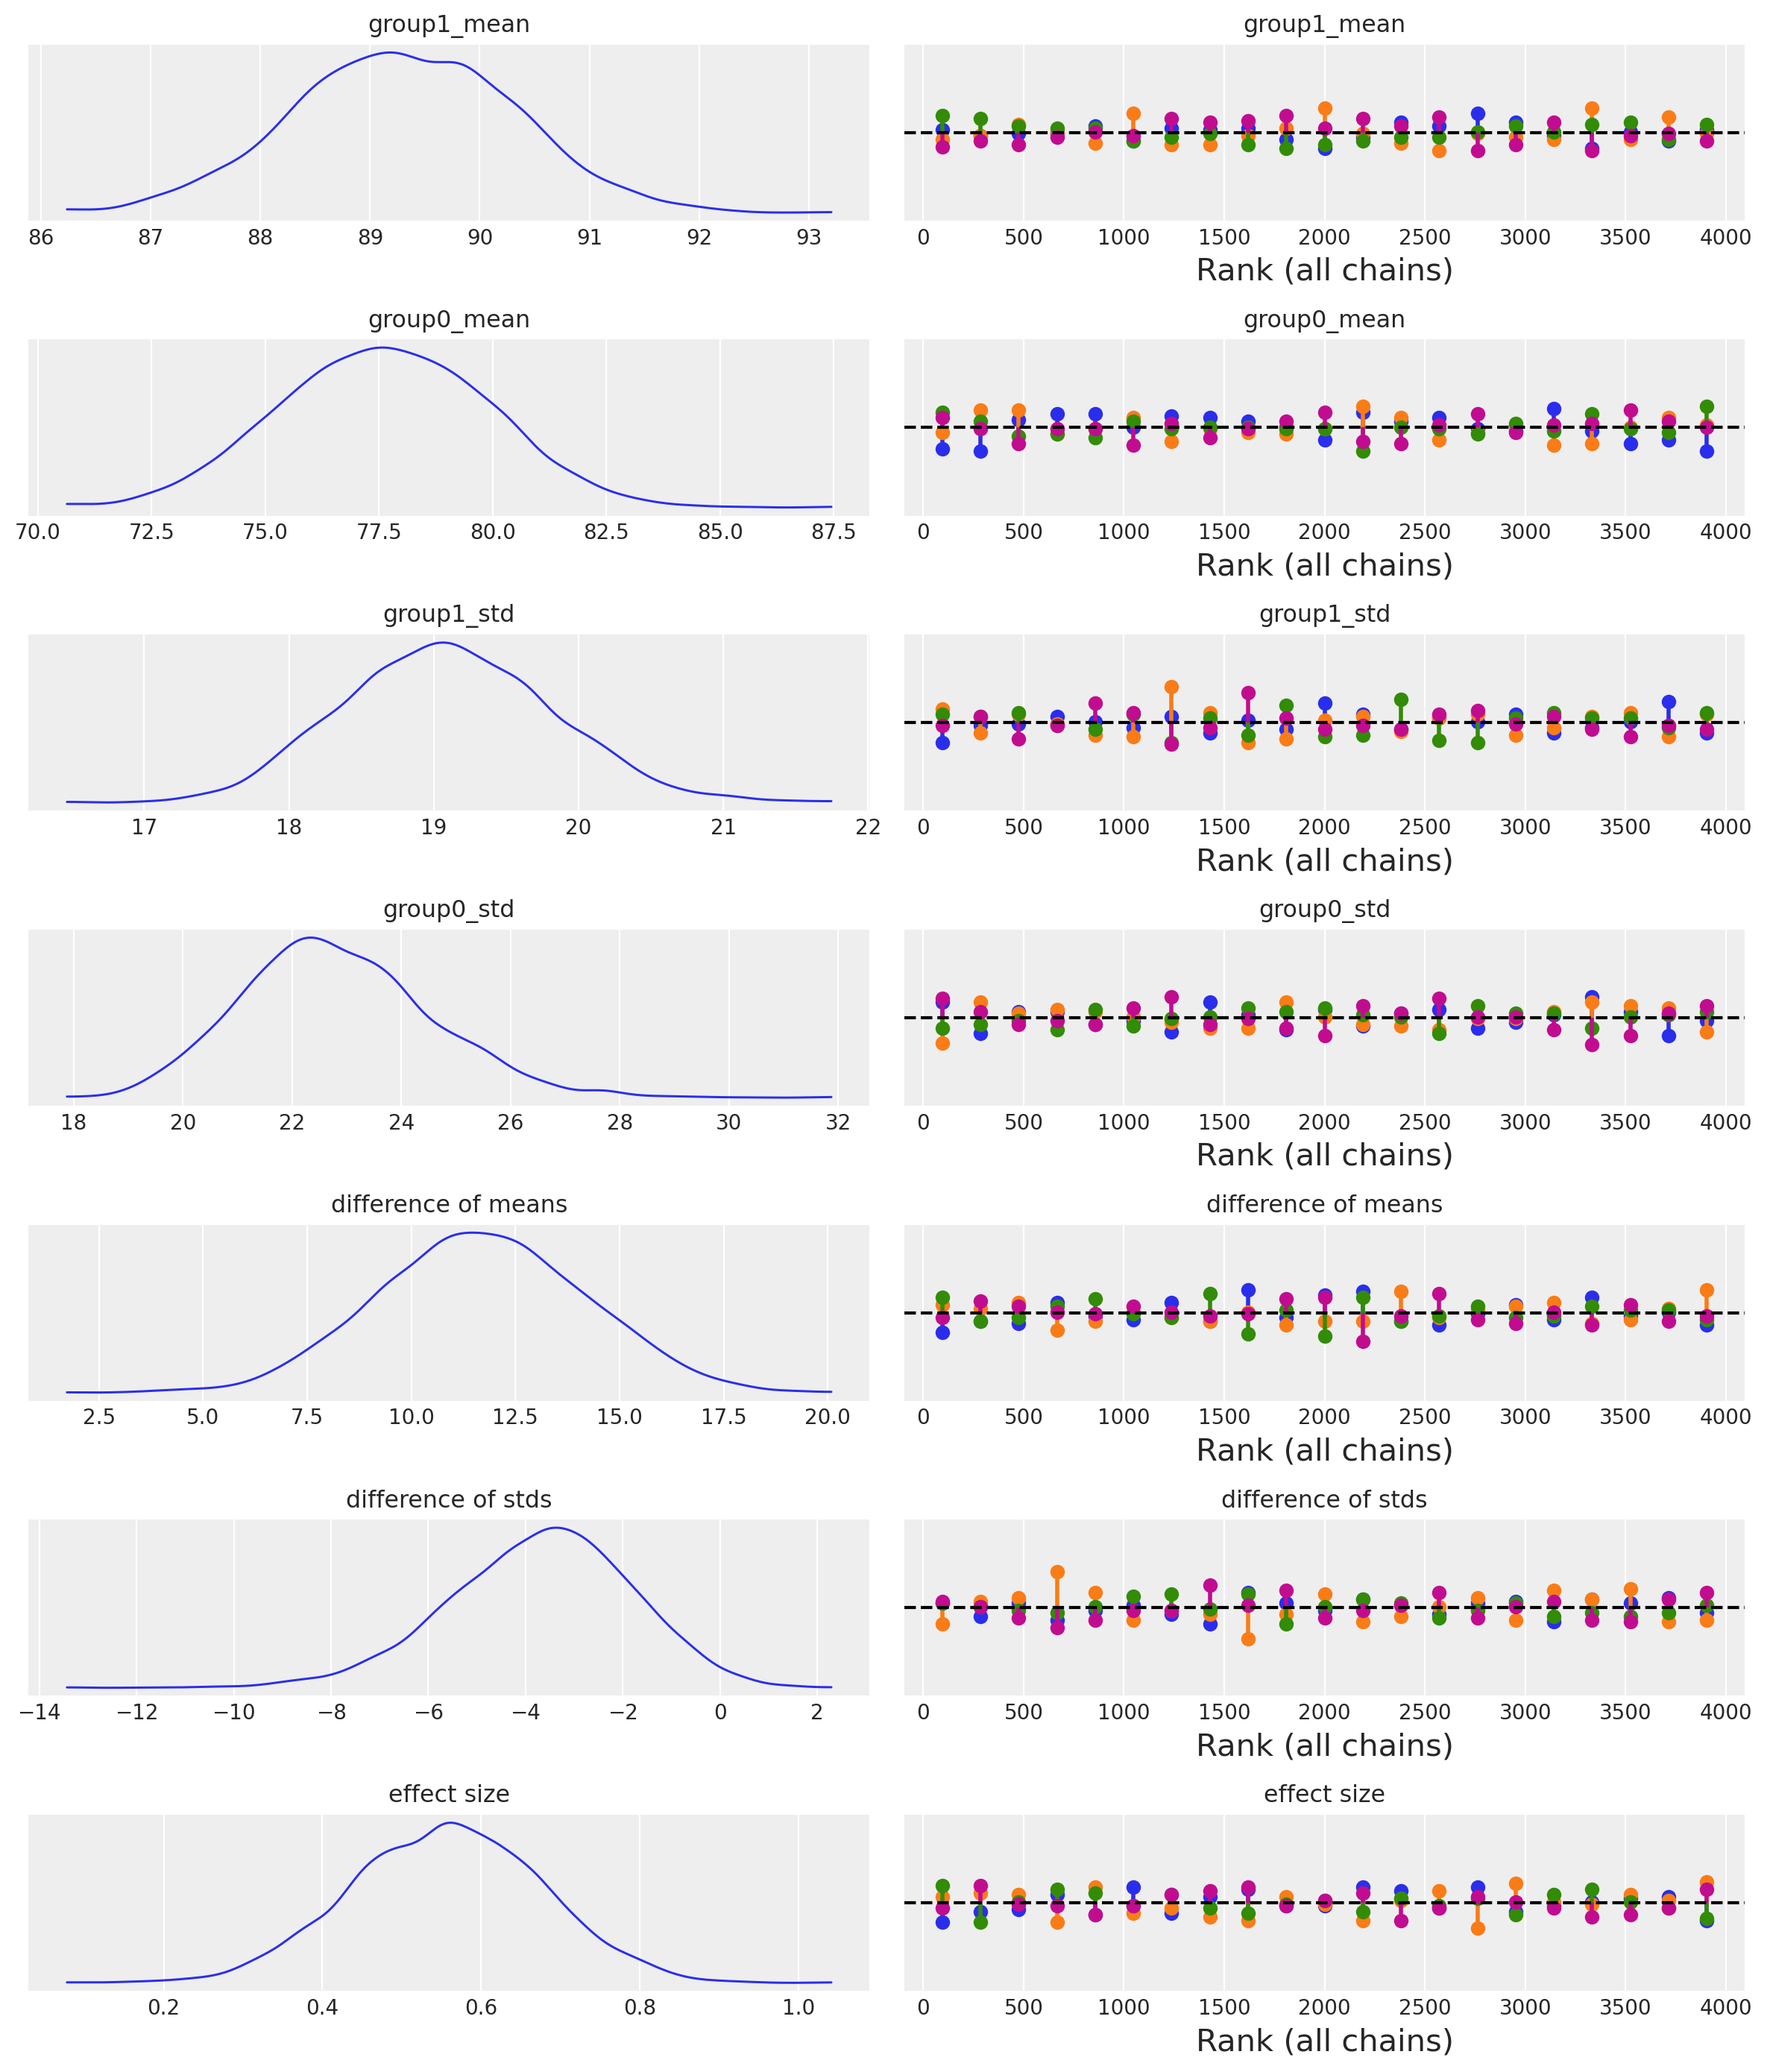 group1_mean group1_mean
86 87 88 89 90 91 92 93 0 500 1000 1500 2000 2500 3000 3500 4000
Rank (all chains)
group0_mean group0_mean
70.0 72.5 75.0 77.5 80.0 82.5 85.0 87.5 0 500 1000 1500 2000 2500 3000 3500 4000
Rank (all chains)
group1_std group1_std
17 18 19 20 21 22 0 500 1000 1500 2000 2500 3000 3500 4000
Rank (all chains)
group0_std group0_std
18 20 22 24 26 28 30 32 0 500 1000 1500 2000 2500 3000 3500 4000
Rank (all chains)
difference of means difference of means
2.5 5.0 7.5 10.0 12.5 15.0 17.5 20.0 0 500 1000 1500 2000 2500 3000 3500 4000
Rank (all chains)
difference of stds difference of stds
−14 −12 −10 −8 −6 −4 −2 0 2 0 500 1000 1500 2000 2500 3000 3500 4000
Rank (all chains)
effect size effect size
0.2 0.4 0.6 0.8 1.0 0 500 1000 1500 2000 2500 3000 3500 4000
Rank (all chains)